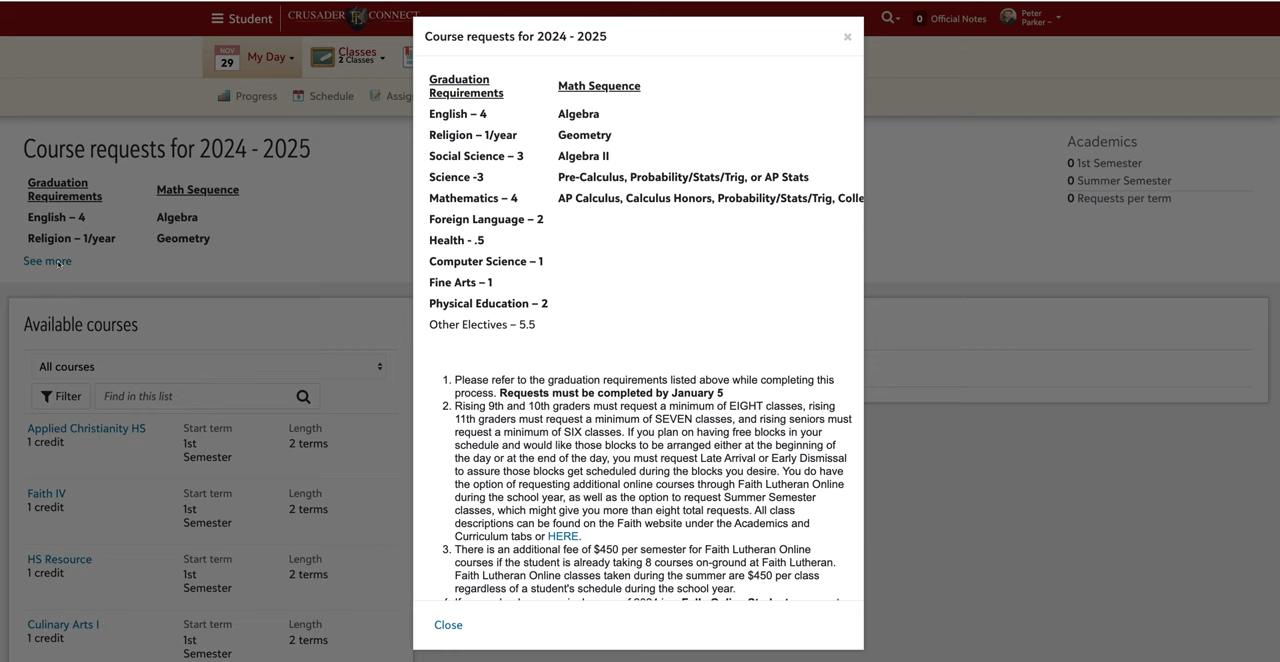 Student
CRUSADER CONNECT
0 Official Notes
Peter
Parker –
NOV
29
My Day
Classes
2 Classes
Progress
Schedule
Assig
Course requests for 2024 - 2025
Graduation
Requirements
Math Sequence
English – 4
Algebra
Religion – 1/year
Geometry
See more
Academics
0 1st Semester
0 Summer Semester
0 Requests per term
Available courses
All courses
Filter
Find in this list
Applied Christianity HS
1 credit
Start term
1st
Semester
Length
2 terms
Faith IV
1 credit
Start term
1st
Semester
Length
2 terms
HS Resource
1 credit
Start term
1st
Semester
Length
2 terms
Culinary Arts I
1 credit
Start term
1st
Semester
Length
2 terms
Course requests for 2024 - 2025
×
Graduation
Requirements
Math Sequence
English – 4
Algebra
Religion – 1/year
Geometry
Social Science – 3
Algebra II
Science -3
Pre-Calculus, Probability/Stats/Trig, or AP Stats
Mathematics – 4
AP Calculus, Calculus Honors, Probability/Stats/Trig, Colle
Foreign Language – 2
Health - .5
Computer Science – 1
Fine Arts – 1
Physical Education – 2
Other Electives – 5.5
1. Please refer to the graduation requirements listed above while completing this
process. Requests must be completed by January 5
2. Rising 9th and 10th graders must request a minimum of EIGHT classes, rising
11th graders must request a minimum of SEVEN classes, and rising seniors must
request a minimum of SIX classes. If you plan on having free blocks in your
schedule and would like those blocks to be arranged either at the beginning of
the day or at the end of the day, you must request Late Arrival or Early Dismissal
to assure those blocks get scheduled during the blocks you desire. You do have
the option of requesting additional online courses through Faith Lutheran Online
during the school year, as well as the option to request Summer Semester
classes, which might give you more than eight total requests. All class
descriptions can be found on the Faith website under the Academics and
Curriculum tabs or HERE.
3. There is an additional fee of $450 per semester for Faith Lutheran Online
courses if the student is already taking 8 courses on-ground at Faith Lutheran.
Faith Lutheran Online classes taken during the summer are $450 per class
regardless of a student's schedule during the school year.
Close